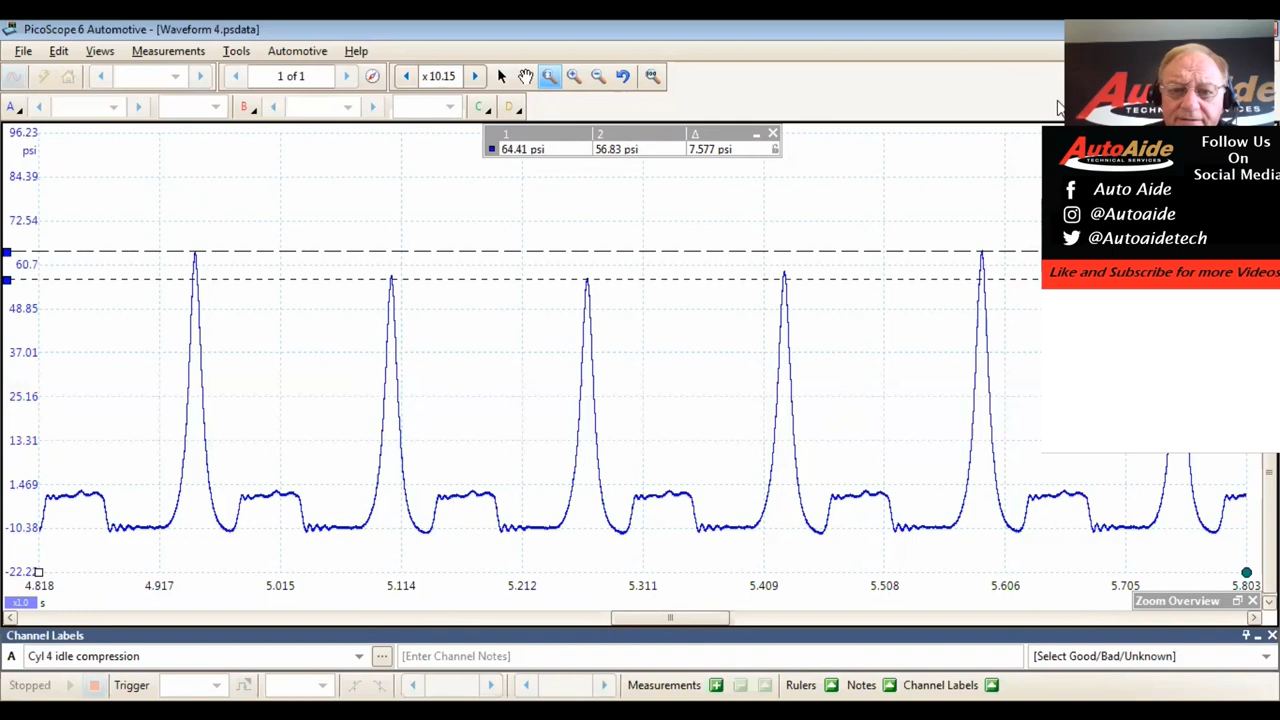 PicoScope 6 Automotive - [Waveform 4.psdata]
File Edit Views Measurements Tools Automotive Help
1 of 1 x 10.15
A B C D
AutoAide
TECHNICAL SERVICES
Follow Us
On
Social Media
Auto Aide
@Autoaide
@Autoaidetech
Like and Subscribe for more Videos
1 2 Δ
64.41 psi 56.83 psi 7.577 psi
96.23
psi
84.39
72.54
60.7
48.85
37.01
25.16
13.31
1.469
-10.38
4.818 4.917 5.015 5.114 5.212 5.311 5.409 5.508 5.606 5.705 5.803
x1.0 s
Zoom Overview
Channel Labels
A Cyl 4 idle compression ... [Enter Channel Notes] [Select Good/Bad/Unknown]
Stopped Trigger Measurements Rulers Notes Channel Labels